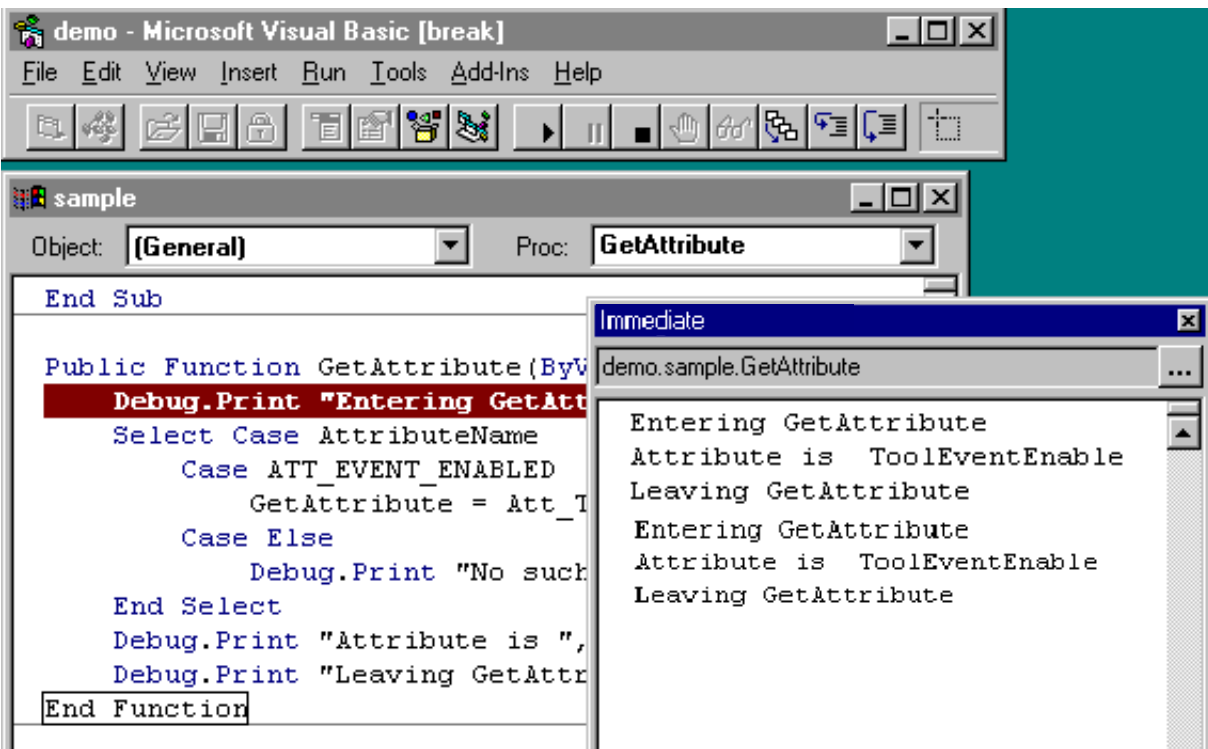 demo - Microsoft Visual Basic [break]
File Edit View Insert Run Tools Add-Ins Help
sample
Object: (General) Proc: GetAttribute
End Sub
Public Function GetAttribute(ByV
Debug.Print "Entering GetAtt
Select Case AttributeName
Case ATT_EVENT_ENABLED
GetAttribute = Att_T
Case Else
Debug.Print "No such
End Select
Debug.Print "Attribute is ",
Debug.Print "Leaving GetAttr
End Function
Immediate
demo.sample.GetAttribute ...
Entering GetAttribute
Attribute is ToolEventEnable
Leaving GetAttribute
Entering GetAttribute
Attribute is ToolEventEnable
Leaving GetAttribute